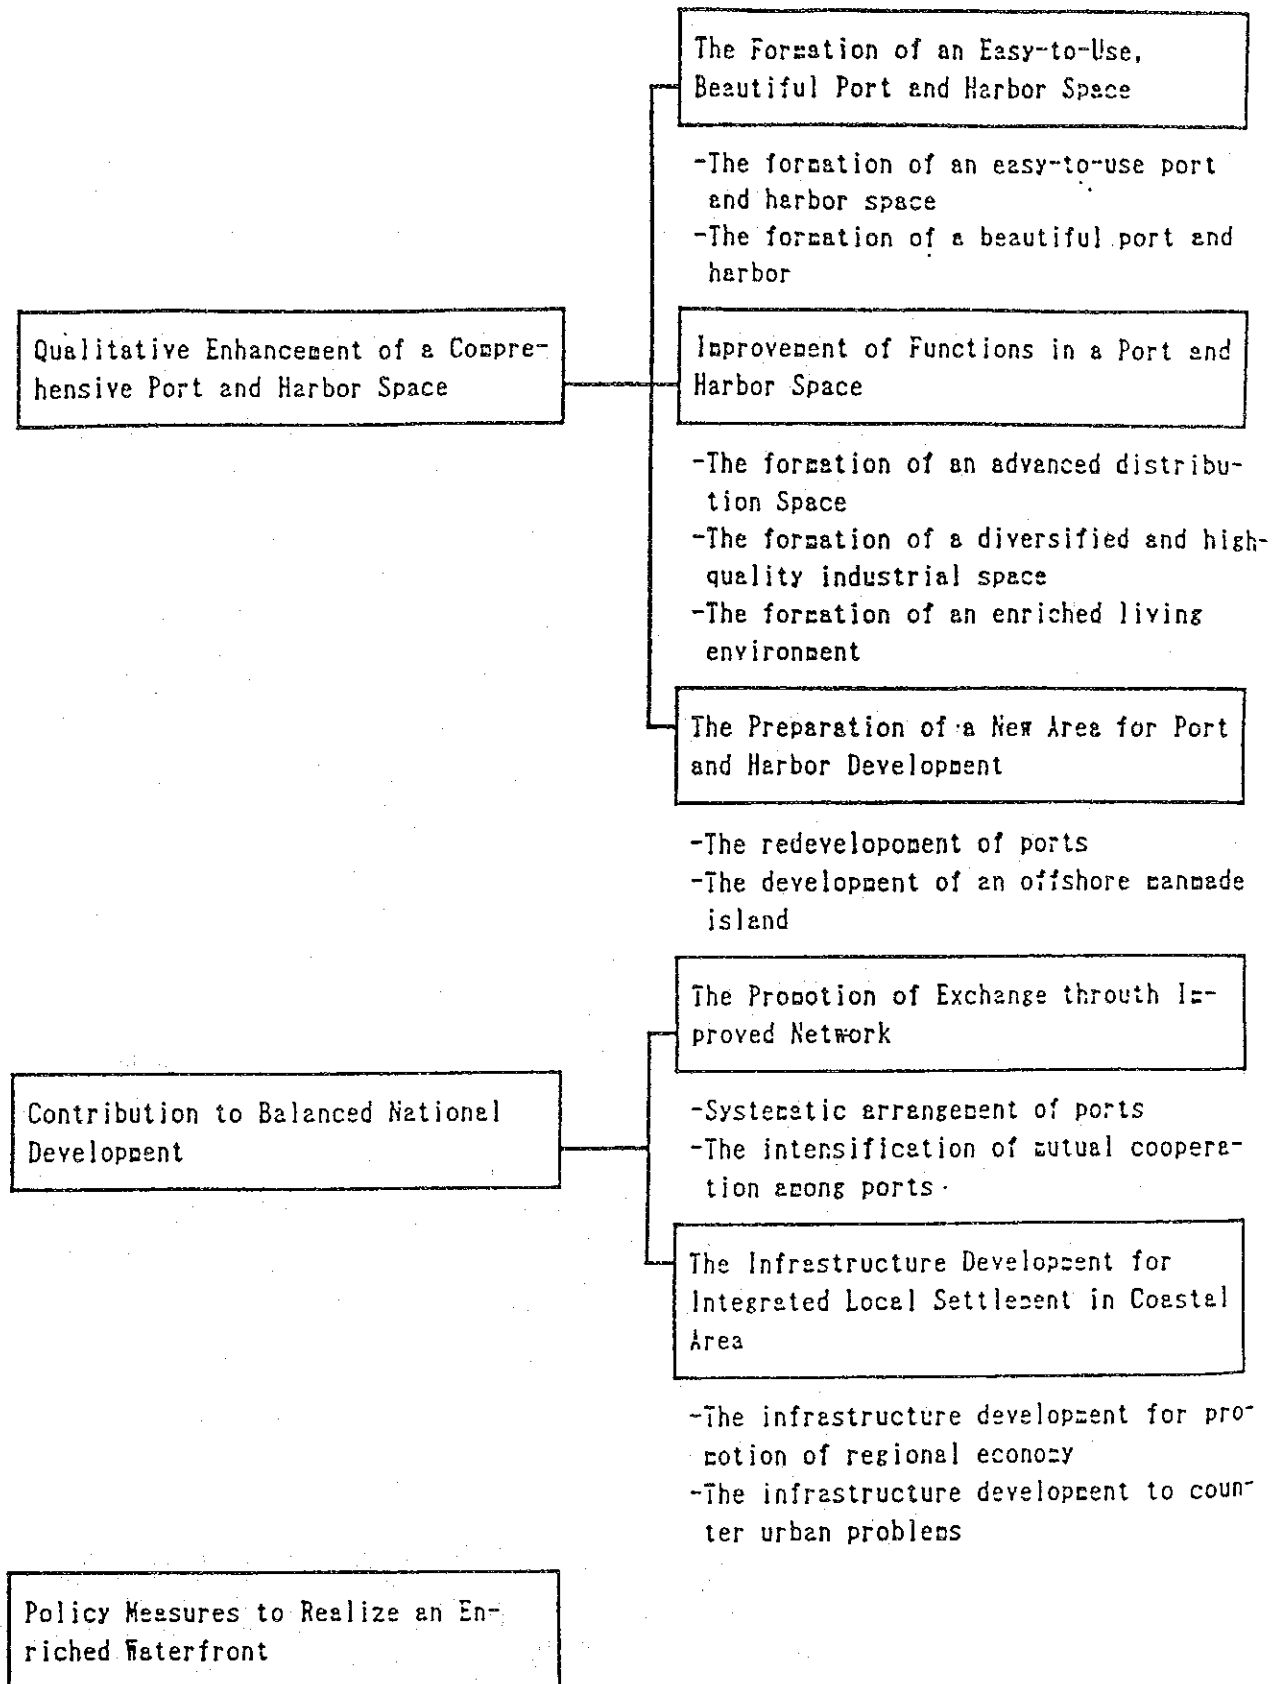 The Formation of an Easy-to-Use,
Beautiful Port and Harbor Space
-The formation of an easy-to-use port
and harbor space
-The formation of a beautiful port and
harbor
Qualitative Enhancement of a Compre-
hensive Port and Harbor Space
Improvement of Functions in a Port and
Harbor Space
-The formation of an advanced distribu-
tion Space
-The formation of a diversified and high-
quality industrial space
-The formation of an enriched living
environment
The Preparation of a New Area for Port
and Harbor Development
-The redevelopoment of ports
-The development of an offshore manmade
island
The Promotion of Exchange throuth Im-
proved Network
Contribution to Balanced National
Development
-Systematic arrangement of ports
-The intensification of mutual coopera-
tion among ports
The Infrastructure Development for
Integrated Local Settlement in Coastal
Area
-The infrastructure development for pro-
motion of regional economy
-The infrastructure development to coun-
ter urban problems
Policy Measures to Realize an En-
riched Waterfront